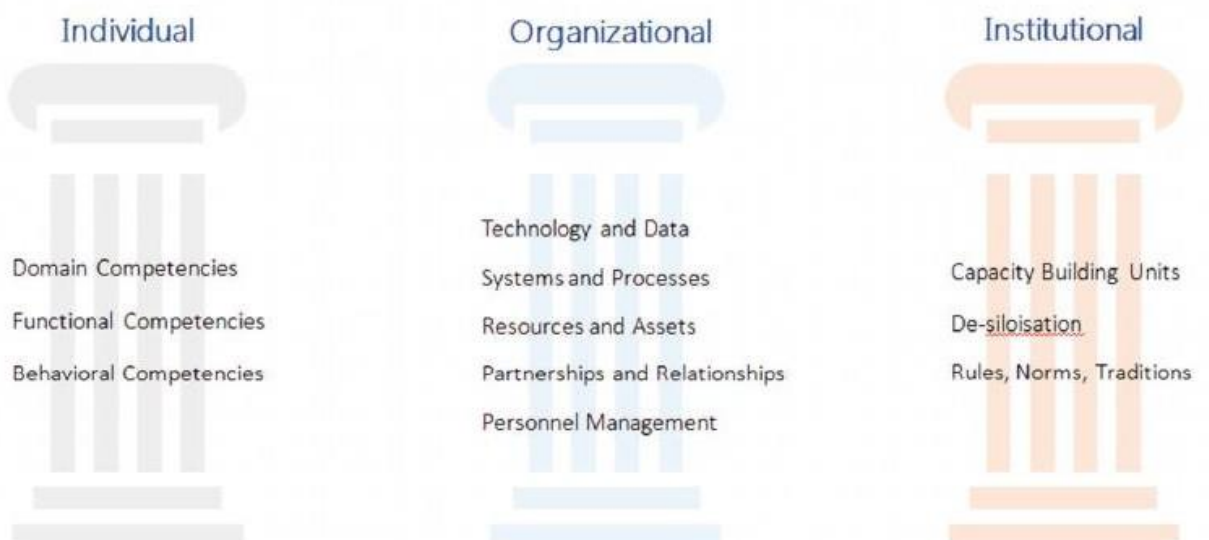 Individual
Domain Competencies
Functional Competencies
Behavioral Competencies
Organizational
Technology and Data
Systems and Processes
Resources and Assets
Partnerships and Relationships
Personnel Management
Institutional
Capacity Building Units
De-siloisation
Rules, Norms, Traditions